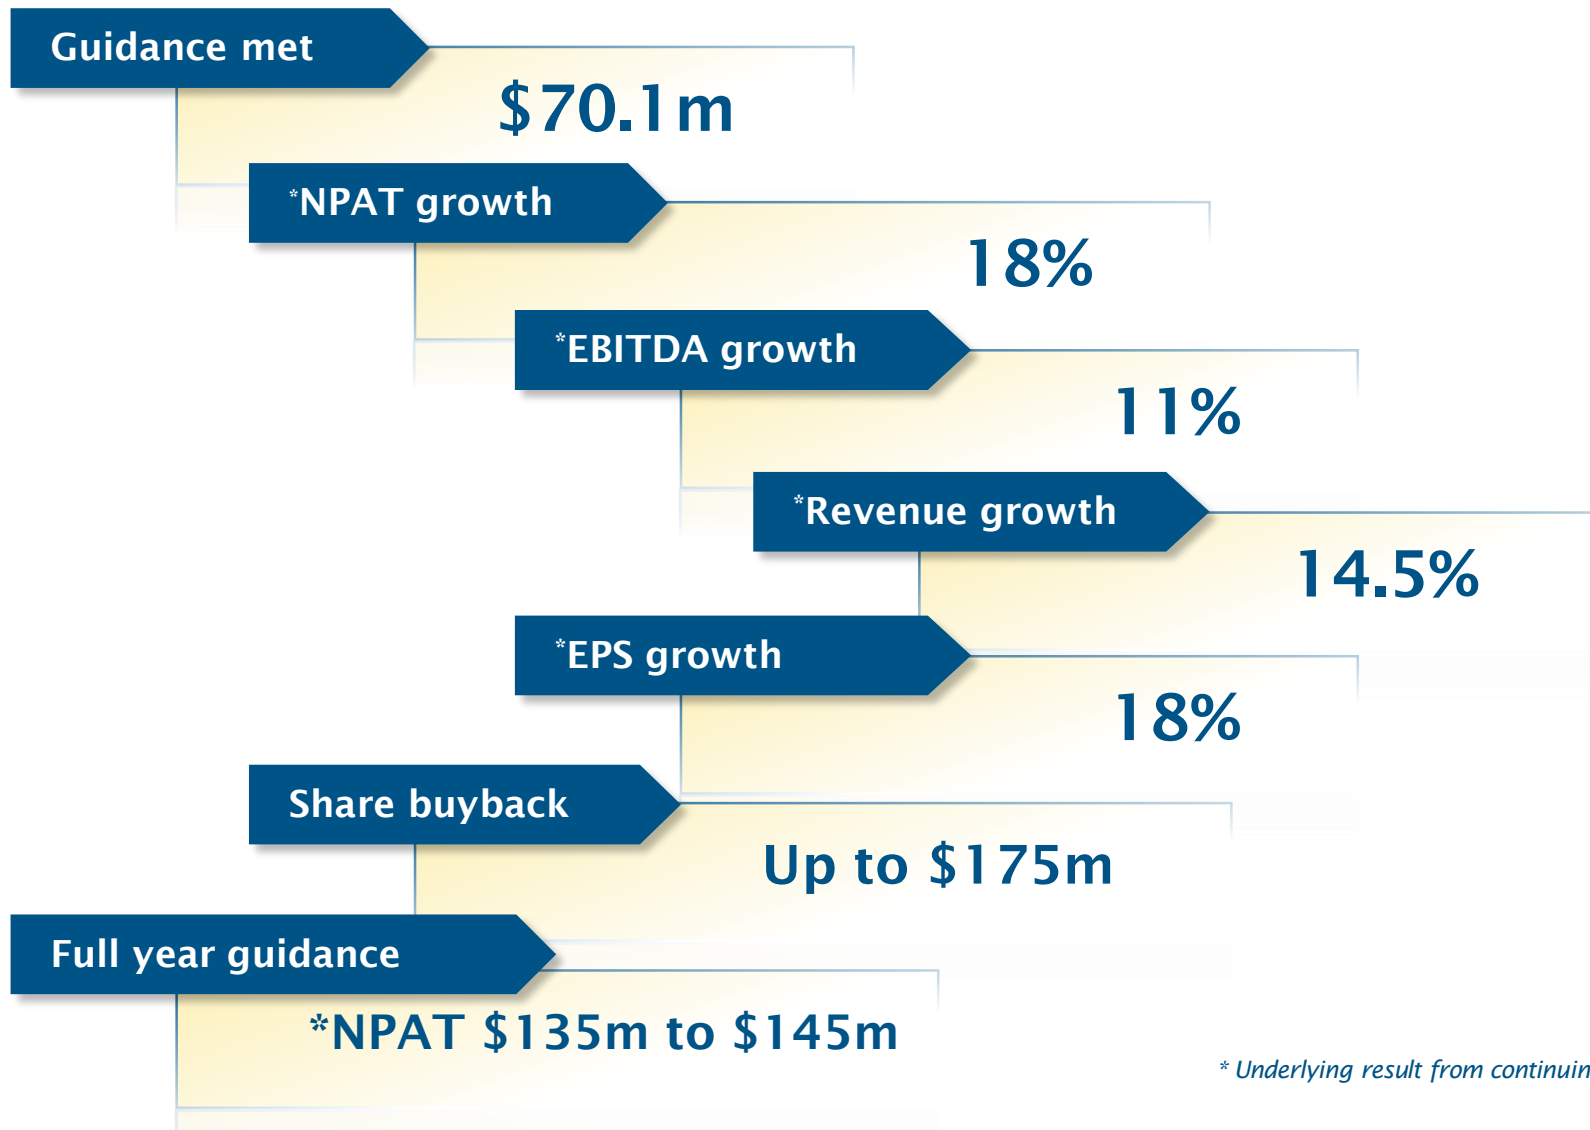 Guidance met
$70.1m
*NPAT growth
18%
*EBITDA growth
11%
*Revenue growth
14.5%
*EPS growth
18%
Share buyback
Up to $175m
Full year guidance
*NPAT $135m to $145m
* Underlying result from